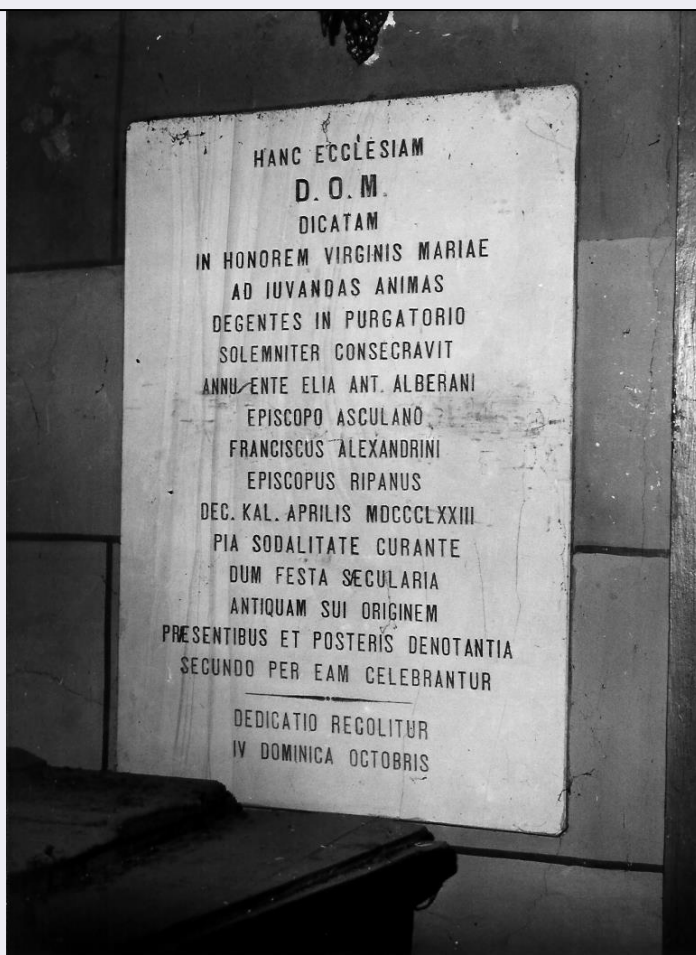 HANC ECCLESIAM
D. O. M.
DICATAM
IN HONOREM VIRGINIS MARIAE
AD IUVANDAS ANIMAS
DEGENTES IN PURGATORIO
SOLEMNITER CONSECRAVIT
ANNUENTE ELIA ANT. ALBERANI
EPISCOPO ASCULANO
FRANCISCUS ALEXANDRINI
EPISCOPUS RIPANUS
DEC. KAL. APRILIS MDCCCLXXIII
PIA SODALITATE CURANTE
DUM FESTA SÆCULARIA
ANTIQUAM SUI ORIGINEM
PRÆSENTIBUS ET POSTERIS DENOTANTIA
SECUNDO PER EAM CELEBRANTUR
DEDICATIO RECOLITUR
IV DOMINICA OCTOBRIS